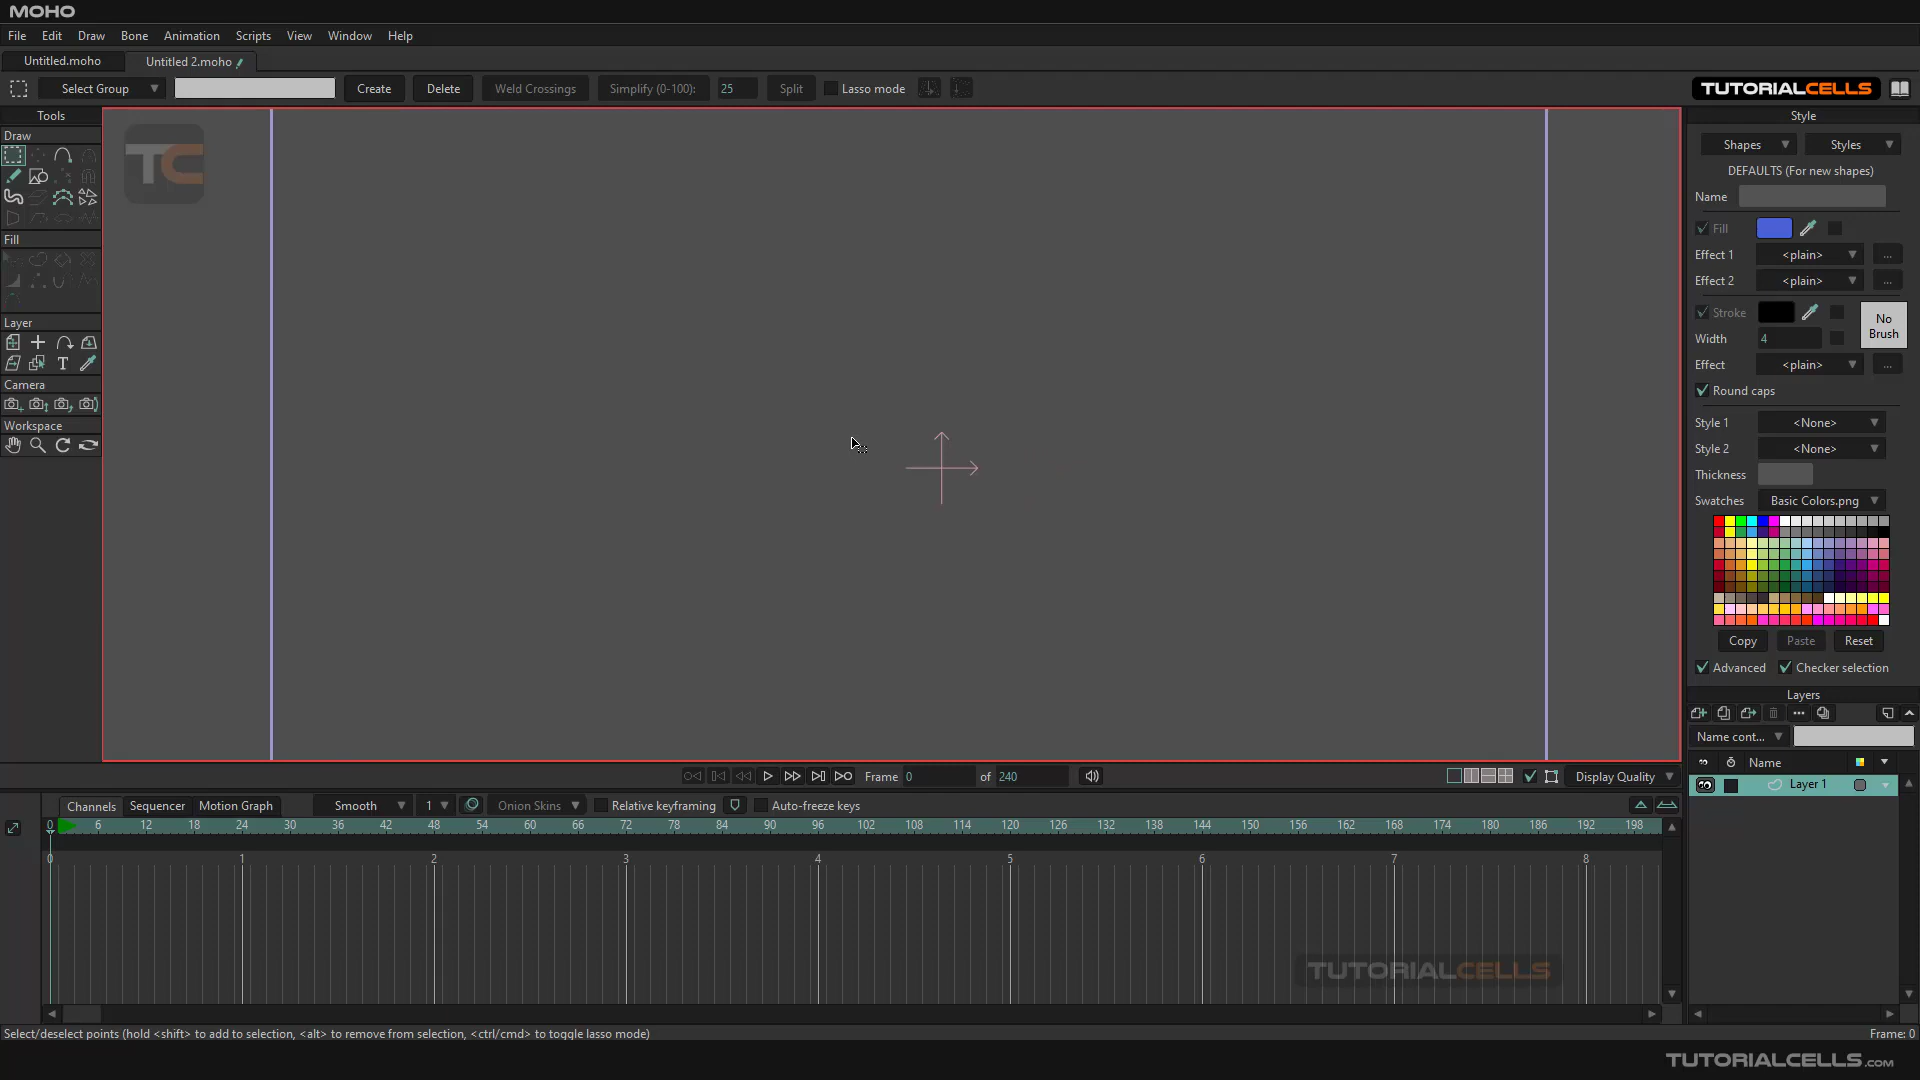 MOHO
File Edit Draw Bone Animation Scripts View Window Help
Untitled.moho Untitled 2.moho
Select Group Create Delete Weld Crossings Simplify (0-100): 25 Split Lasso mode TUTORIALCELLS
Tools
Draw
TC
Fill
Layer
T
Camera
Workspace
Style
Shapes Styles
DEFAULTS (For new shapes)
Name
Fill
Effect 1 <plain> ...
Effect 2 <plain> ...
Stroke No Brush
Width 4
Effect <plain> ...
Round caps
Style 1 <None>
Style 2 <None>
Thickness
Swatches Basic Colors.png
Copy Paste Reset
Advanced Checker selection
Layers
Name cont...
Name
Layer 1
Frame 0 of 240 Display Quality
Channels Sequencer Motion Graph Smooth 1 Onion Skins Relative keyframing Auto-freeze keys
0 6 12 18 24 30 36 42 48 54 60 66 72 78 84 90 96 102 108 114 120 126 132 138 144 150 156 162 168 174 180 186 192 198
0 1 2 3 4 5 6 7 8
TUTORIALCELLS
Select/deselect points (hold <shift> to add to selection, <alt> to remove from selection, <ctrl/cmd> to toggle lasso mode) Frame: 0
TUTORIALCELLS.COM